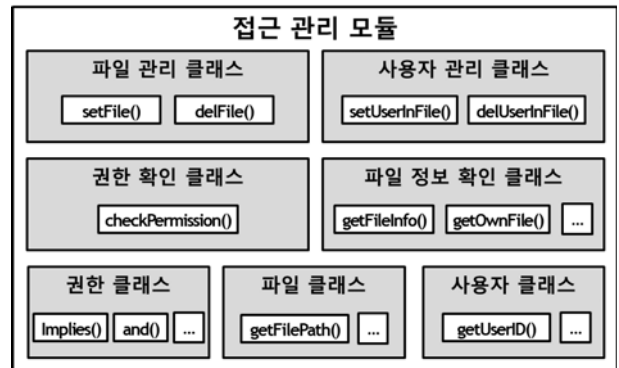 접근 관리 모듈
파일 관리 클래스 사용자 관리 클래스
setFile() delFile() setUserInFile() delUserInFile()
권한 확인 클래스 파일 정보 확인 클래스
checkPermission() getFileInfo() getOwnFile() ...
권한 클래스 파일 클래스 사용자 클래스
Implies() and() ... getFilePath() ... getUserID() ...